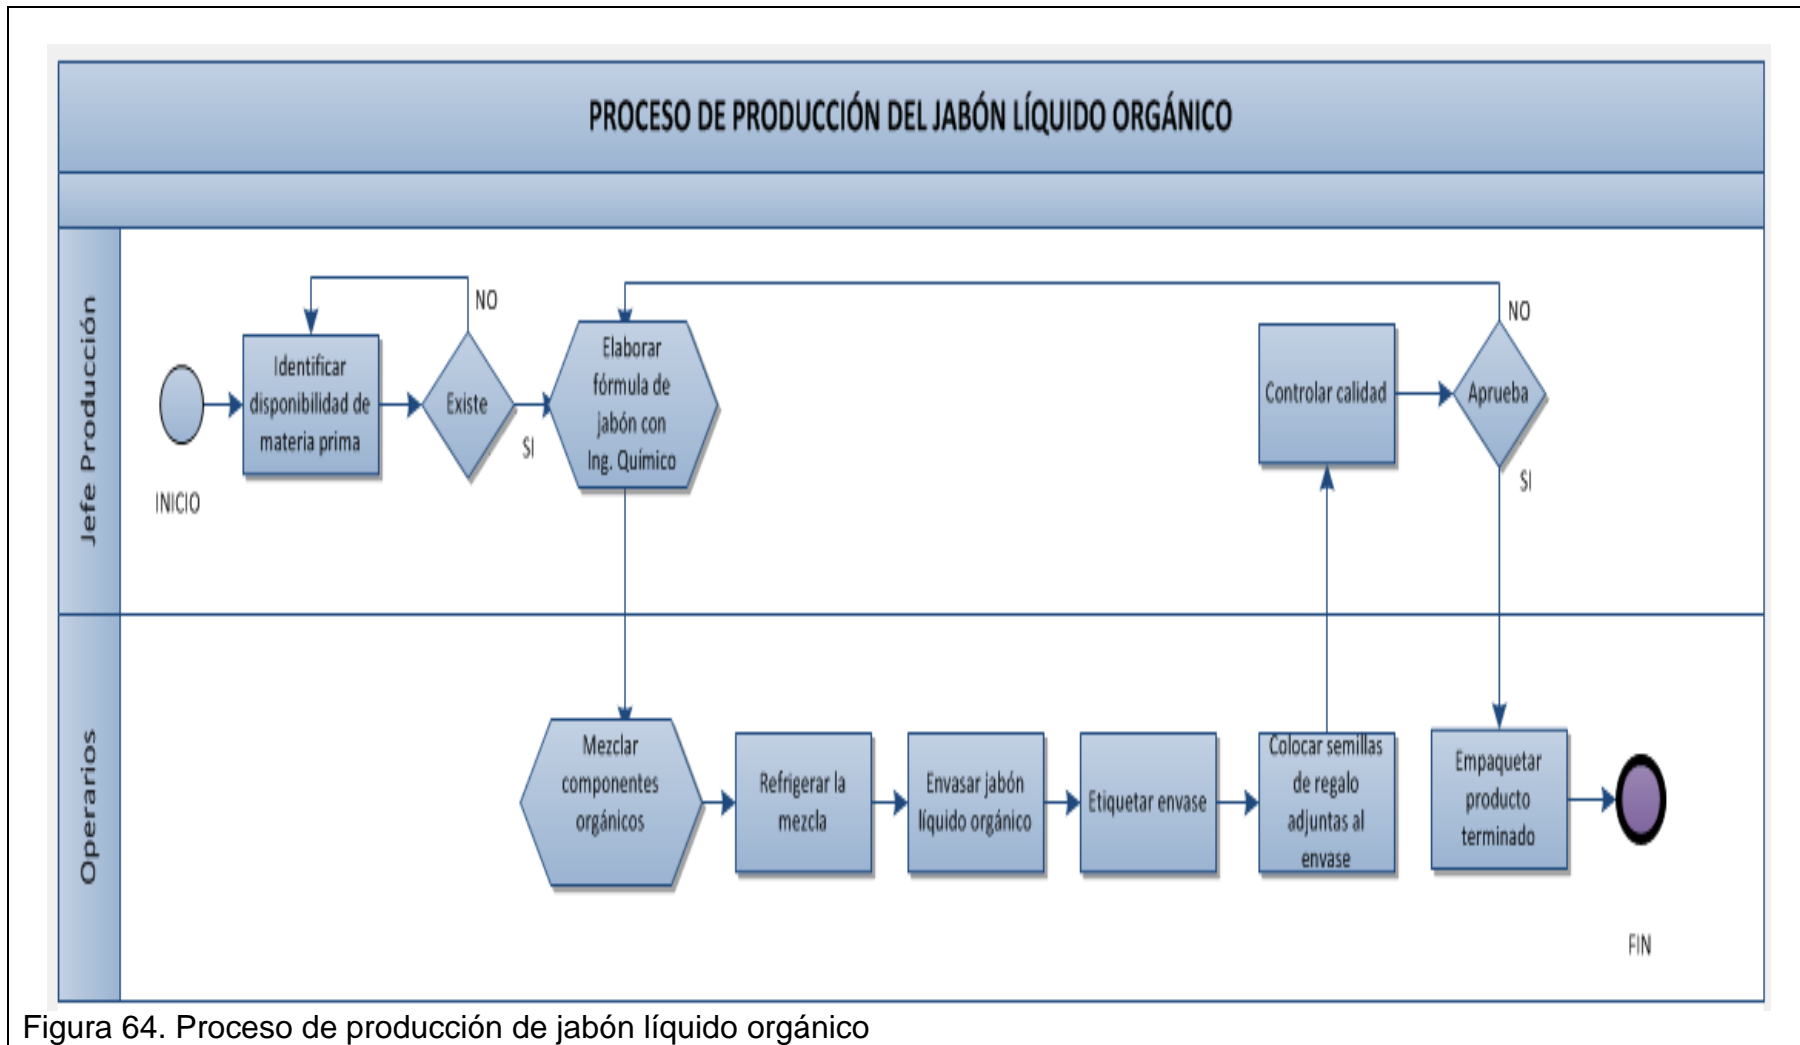 PROCESO DE PRODUCCIÓN DEL JABÓN LÍQUIDO ORGÁNICO
Jefe Producción
INICIO
Identificar
disponibilidad de
materia prima
Existe
NO
SI
Elaborar
fórmula de
jabón con
Ing. Químico
Controlar calidad
Aprueba
NO
SI
Operarios
Mezclar
componentes
orgánicos
Refrigerar la
mezcla
Envasar jabón
líquido orgánico
Etiquetar envase
Colocar semillas
de regalo
adjuntas al
envase
Empaquetar
producto
terminado
FIN
Figura 64. Proceso de producción de jabón líquido orgánico